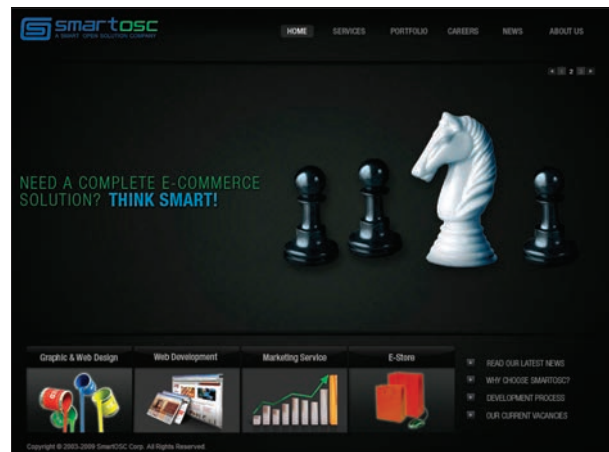 smartosc
A SMART OPEN SOLUTION COMPANY
HOME SERVICES PORTFOLIO CAREERS NEWS ABOUT US
2
NEED A COMPLETE E-COMMERCE
SOLUTION? THINK SMART!
Graphic & Web Design Web Development Marketing Service E-Store
READ OUR LATEST NEWS
WHY CHOOSE SMARTOSC?
DEVELOPMENT PROCESS
OUR CURRENT VACANCIES
Copyright © 2003-2009 SmartOSC Corp. All Rights Reserved